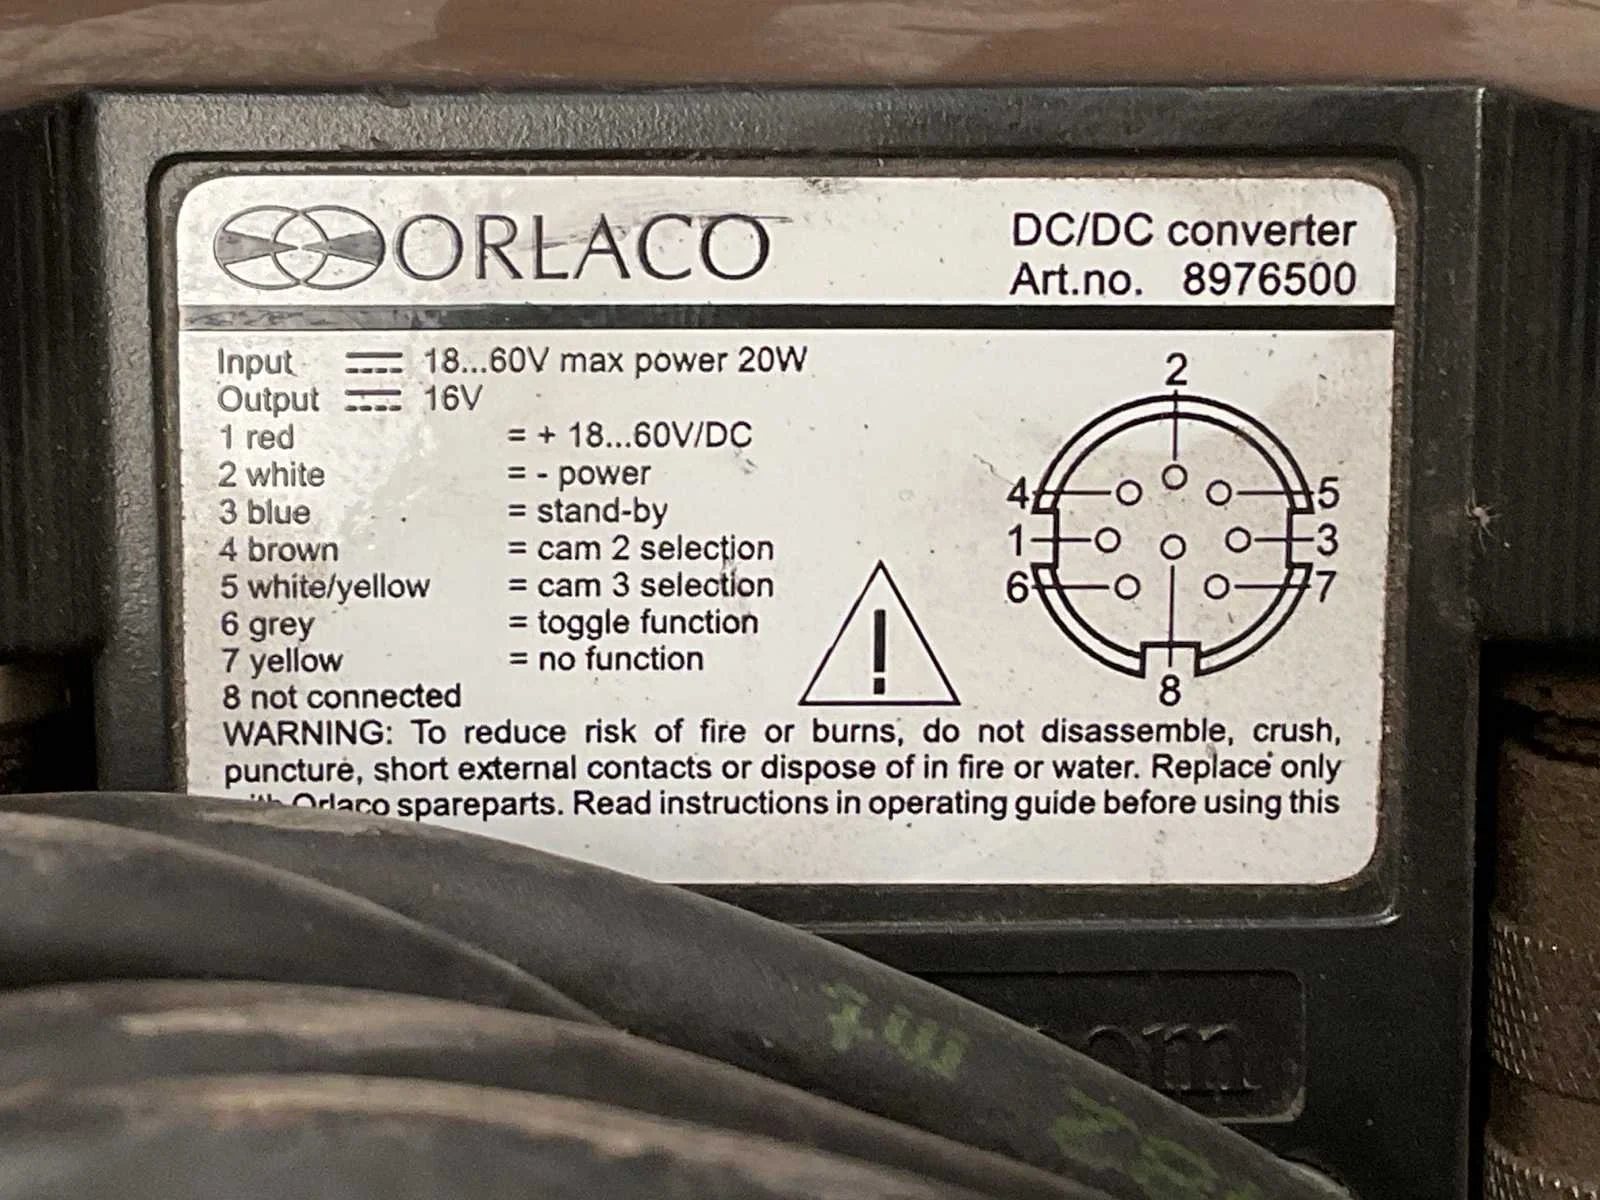 ORLACO
DC/DC converter
Art.no. 8976500
Input 18...60V max power 20W
Output 16V
1 red = + 18...60V/DC
2 white = - power
3 blue = stand-by
4 brown = cam 2 selection
5 white/yellow = cam 3 selection
6 grey = toggle function
7 yellow = no function
8 not connected
2
4 5
1 3
6 7
8
!
WARNING: To reduce risk of fire or burns, do not disassemble, crush,
puncture, short external contacts or dispose of in fire or water. Replace only
Orlaco spareparts. Read instructions in operating guide before using this